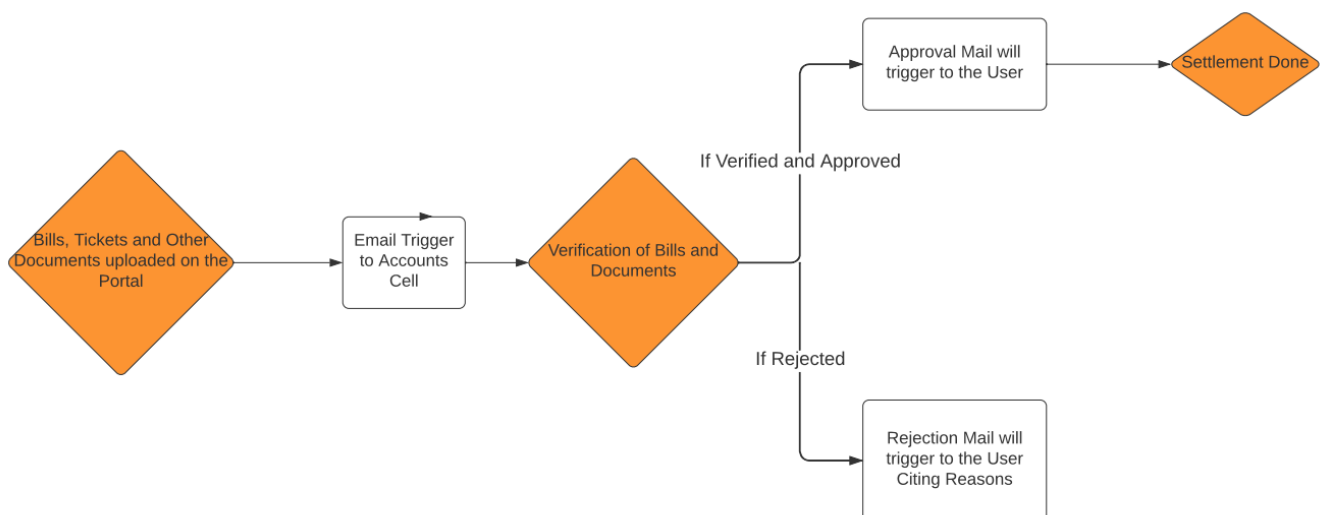 Bills, Tickets and Other
Documents uploaded on the
Portal
Email Trigger
to Accounts
Cell
Verification of Bills and
Documents
If Verified and Approved
Approval Mail will
trigger to the User
Settlement Done
If Rejected
Rejection Mail will
trigger to the User
Citing Reasons